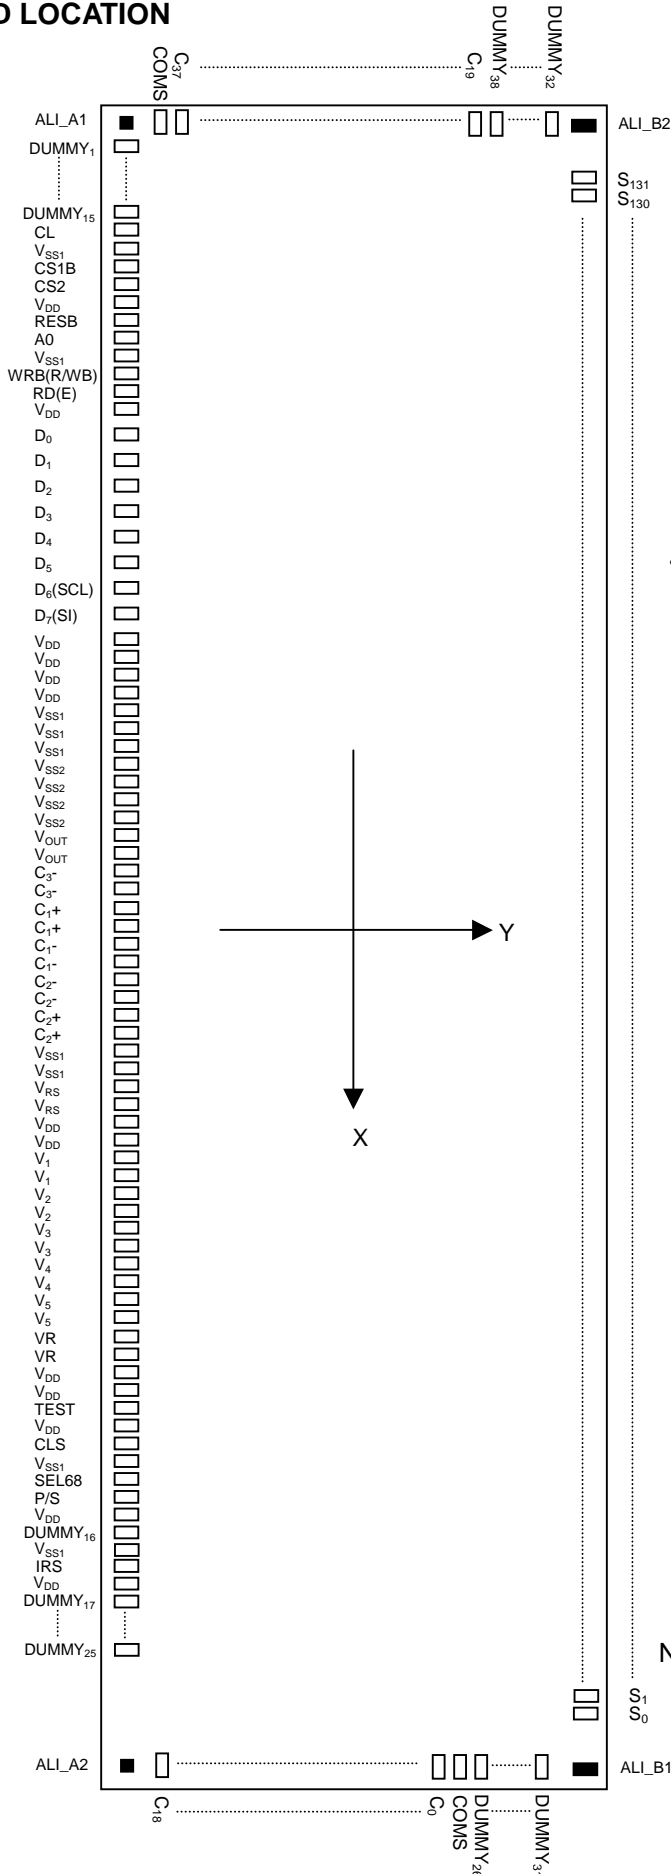 D LOCATION
COMS
C37
C19
DUMMY38
DUMMY32
ALI_A1
ALI_B2
DUMMY1
S131
S130
DUMMY15
CL
VSS1
CS1B
CS2
VDD
RESB
A0
VSS1
WRB(R/WB)
RD(E)
VDD
D0
D1
D2
D3
D4
D5
D6(SCL)
D7(SI)
VDD
VDD
VDD
VDD
VSS1
VSS1
VSS1
VSS2
VSS2
VSS2
VSS2
VOUT
VOUT
C3-
C3-
C1+
C1+
Y
C1-
C1-
C2-
C2-
C2+
C2+
VSS1
VSS1
VRS
VRS
VDD
VDD
X
V1
V1
V2
V2
V3
V3
V4
V4
V5
V5
VR
VR
VDD
VDD
TEST
VDD
CLS
VSS1
SEL68
P/S
VDD
DUMMY16
VSS1
IRS
VDD
DUMMY17
DUMMY25
N
S1
S0
ALI_A2
ALI_B1
C18
C0
COMS